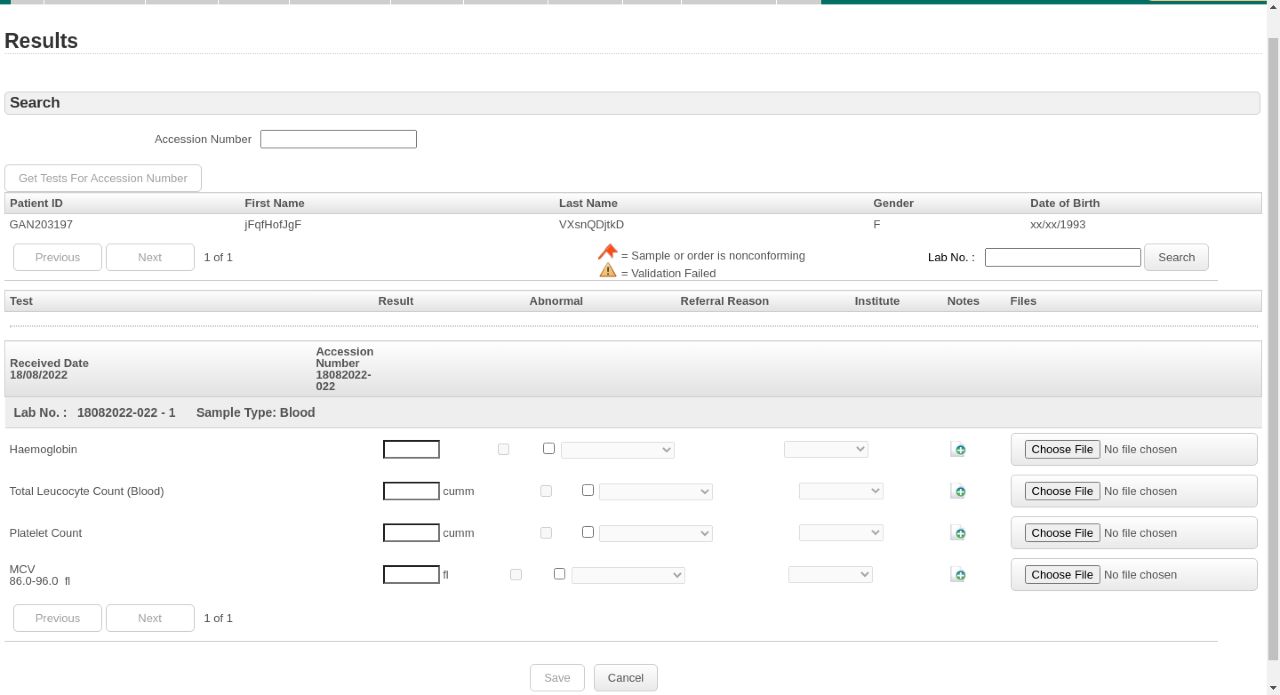 Results
Search
Accession Number
Get Tests For Accession Number
Patient ID First Name Last Name Gender Date of Birth
GAN203197 jFqfHofJgF VXsnQDjtkD F xx/xx/1993
Previous Next 1 of 1 = Sample or order is nonconforming Lab No. : Search
= Validation Failed
Test Result Abnormal Referral Reason Institute Notes Files
Received Date
18/08/2022
Accession
Number
18082022-
022
Lab No. : 18082022-022 - 1 Sample Type: Blood
Haemoglobin Choose File No file chosen
Total Leucocyte Count (Blood) cumm Choose File No file chosen
Platelet Count cumm Choose File No file chosen
MCV
86.0-96.0 fl fl Choose File No file chosen
Previous Next 1 of 1
Save Cancel